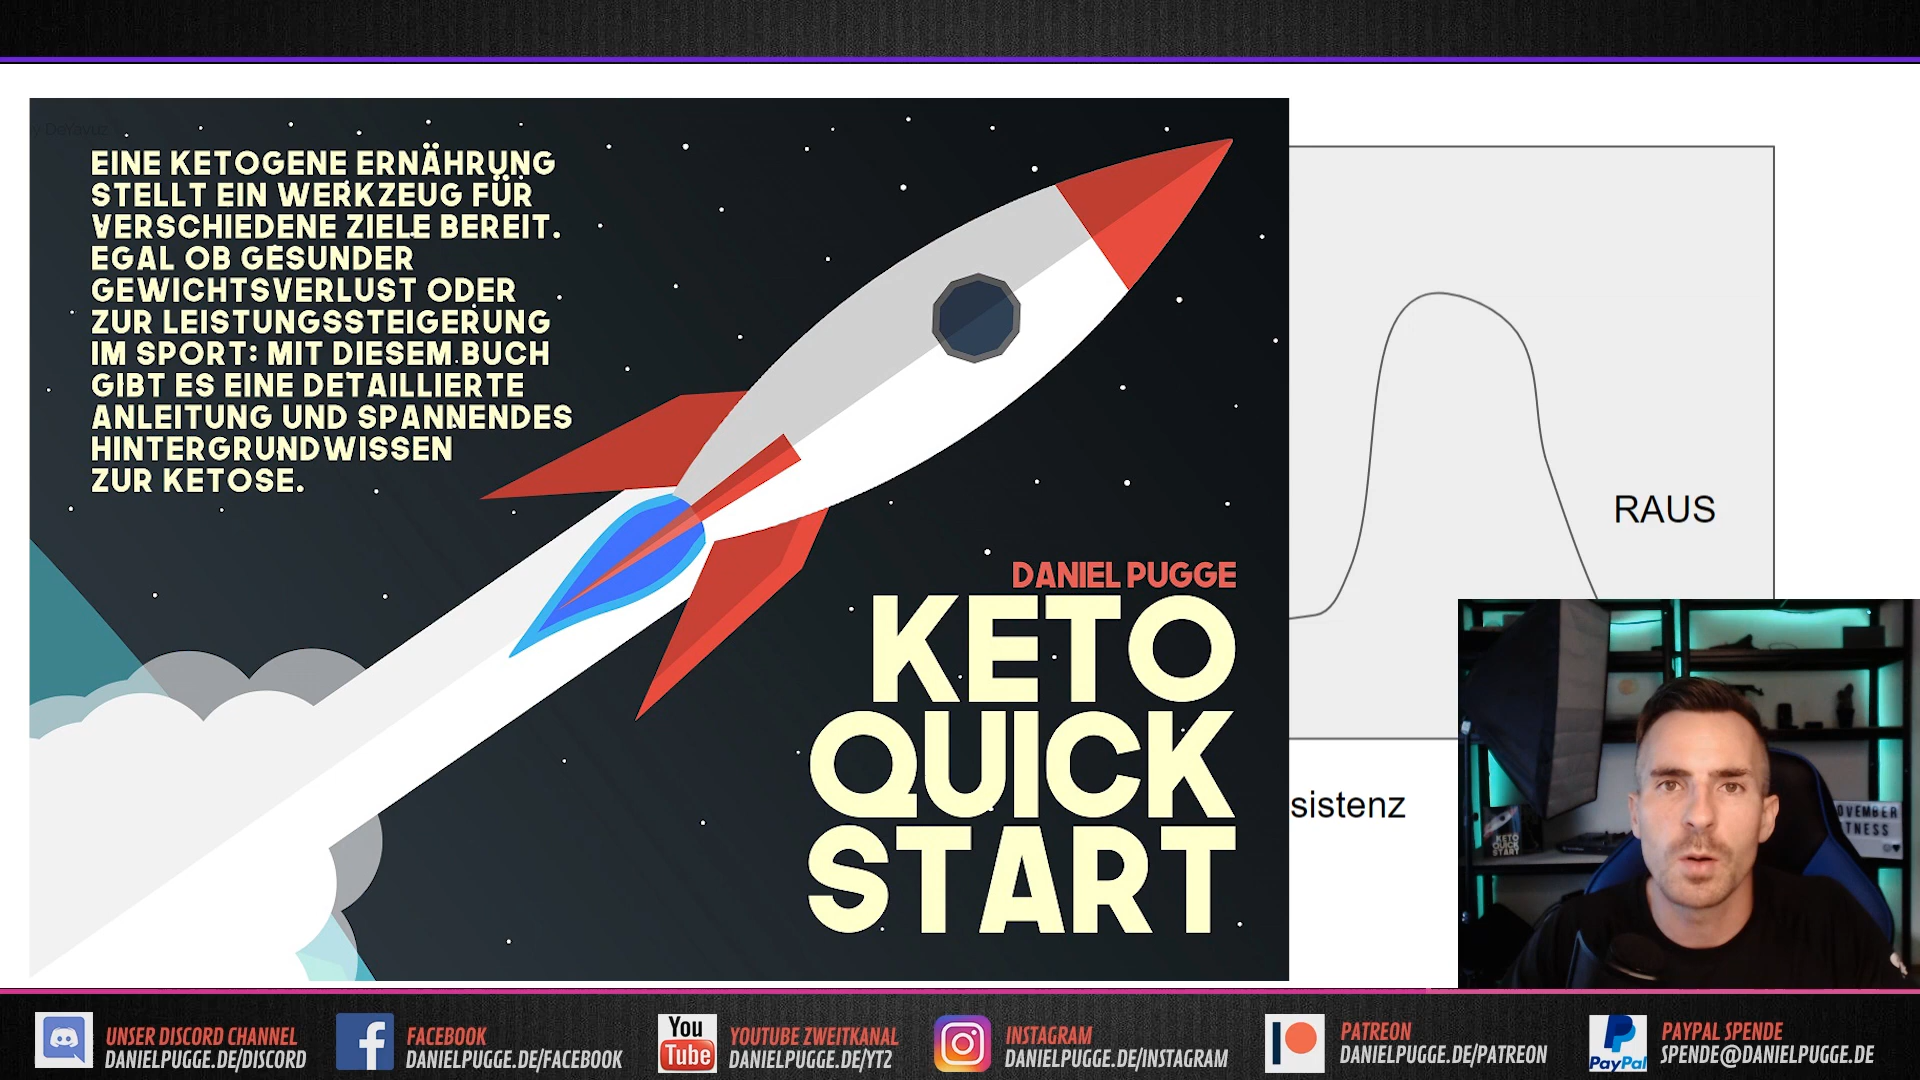 EINE KETOGENE ERNÄHRUNG
STELLT EIN WERKZEUG FÜR
VERSCHIEDENE ZIELE BEREIT.
EGAL OB GESUNDER
GEWICHTSVERLUST ODER
ZUR LEISTUNGSSTEIGERUNG
IM SPORT: MIT DIESEM BUCH
GIBT ES EINE DETAILLIERTE
ANLEITUNG UND SPANNENDES
HINTERGRUNDWISSEN
ZUR KETOSE.
DANIEL PUGGE
KETO
QUICK
START
RAUS
sistenz
KETO
QUICK
START
UNSER DISCORD CHANNEL
DANIELPUGGE.DE/DISCORD
FACEBOOK
DANIELPUGGE.DE/FACEBOOK
You
Tube
YOUTUBE ZWEITKANAL
DANIELPUGGE.DE/YT2
INSTAGRAM
DANIELPUGGE.DE/INSTAGRAM
PATREON
DANIELPUGGE.DE/PATREON
PayPal
PAYPAL SPENDE
SPENDE@DANIELPUGGE.DE